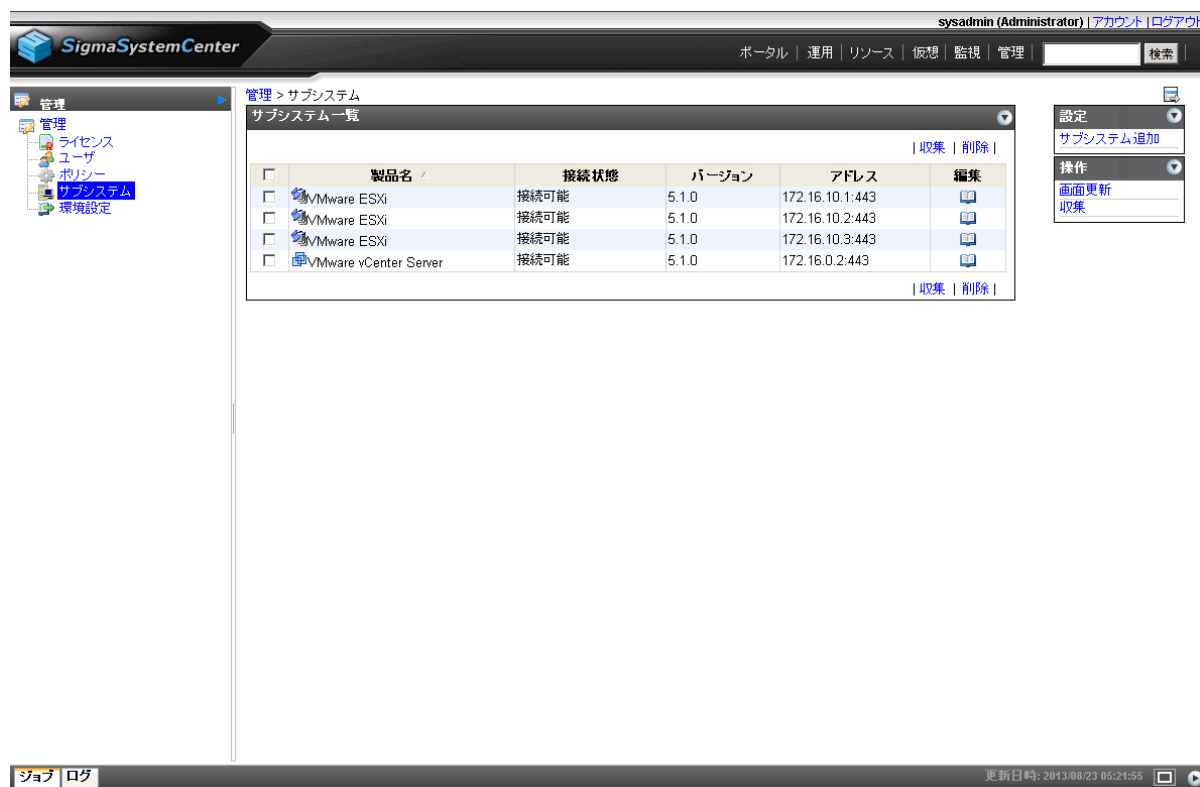 sysadmin (Administrator) | アカウント | ログアウト
SigmaSystemCenter
ポータル | 運用 | リソース | 仮想 | 監視 | 管理 | 検索 |
管理
管理
ライセンス
ユーザ
ポリシー
サブシステム
環境設定
管理 > サブシステム
サブシステム一覧
| 収集 | 削除 |
製品名 接続状態 バージョン アドレス 編集
VMware ESXi 接続可能 5.1.0 172.16.10.1:443
VMware ESXi 接続可能 5.1.0 172.16.10.2:443
VMware ESXi 接続可能 5.1.0 172.16.10.3:443
VMware vCenter Server 接続可能 5.1.0 172.16.0.2:443
| 収集 | 削除 |
設定
サブシステム追加
操作
画面更新
収集
ジョブ ログ
更新日時: 2013/08/23 05:21:55